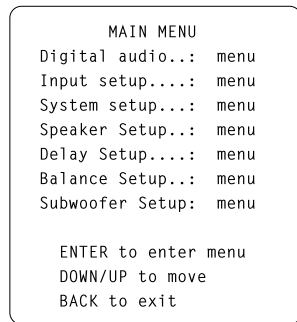 MAIN MENU
Digital audio..: menu
Input setup....: menu
System setup...: menu
Speaker Setup..: menu
Delay Setup....: menu
Balance Setup..: menu
Subwoofer Setup: menu
ENTER to enter menu
DOWN/UP to move
BACK to exit